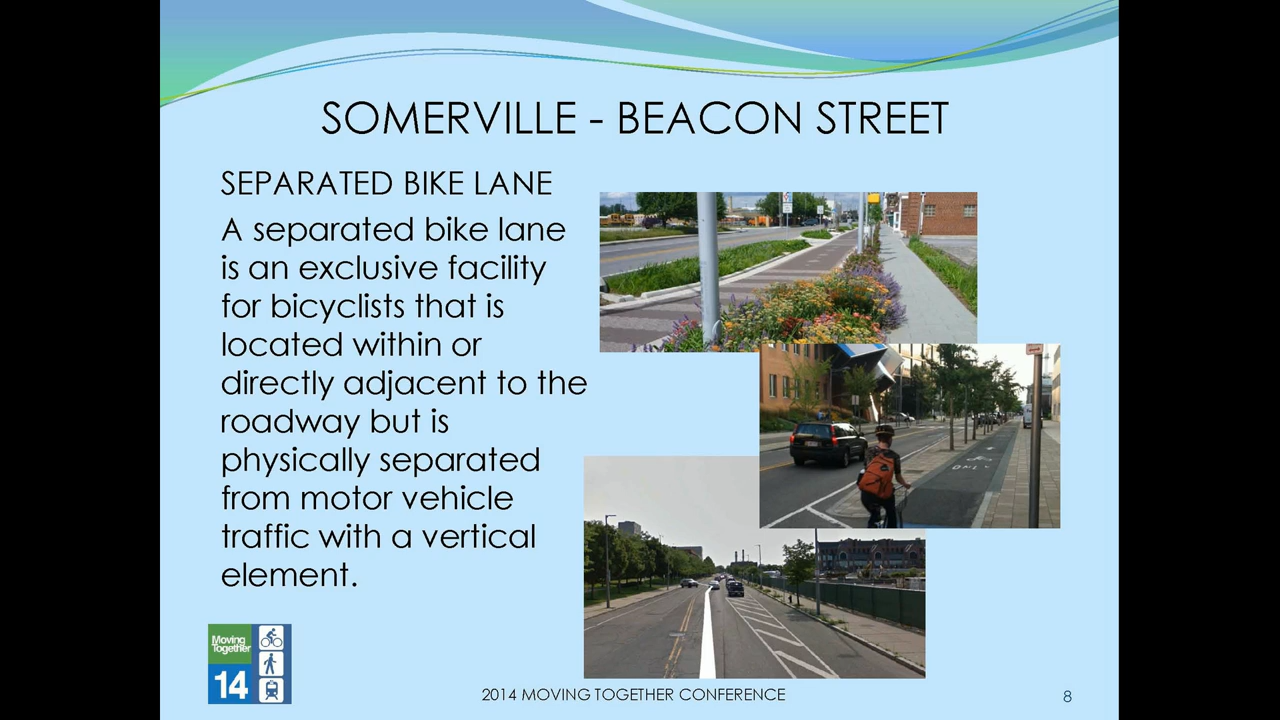 SOMERVILLE - BEACON STREET
SEPARATED BIKE LANE
A separated bike lane
is an exclusive facility
for bicyclists that is
located within or
directly adjacent to the
roadway but is
physically separated
from motor vehicle
traffic with a vertical
element.
ONLY
Moving
Together
14
2014 MOVING TOGETHER CONFERENCE
8